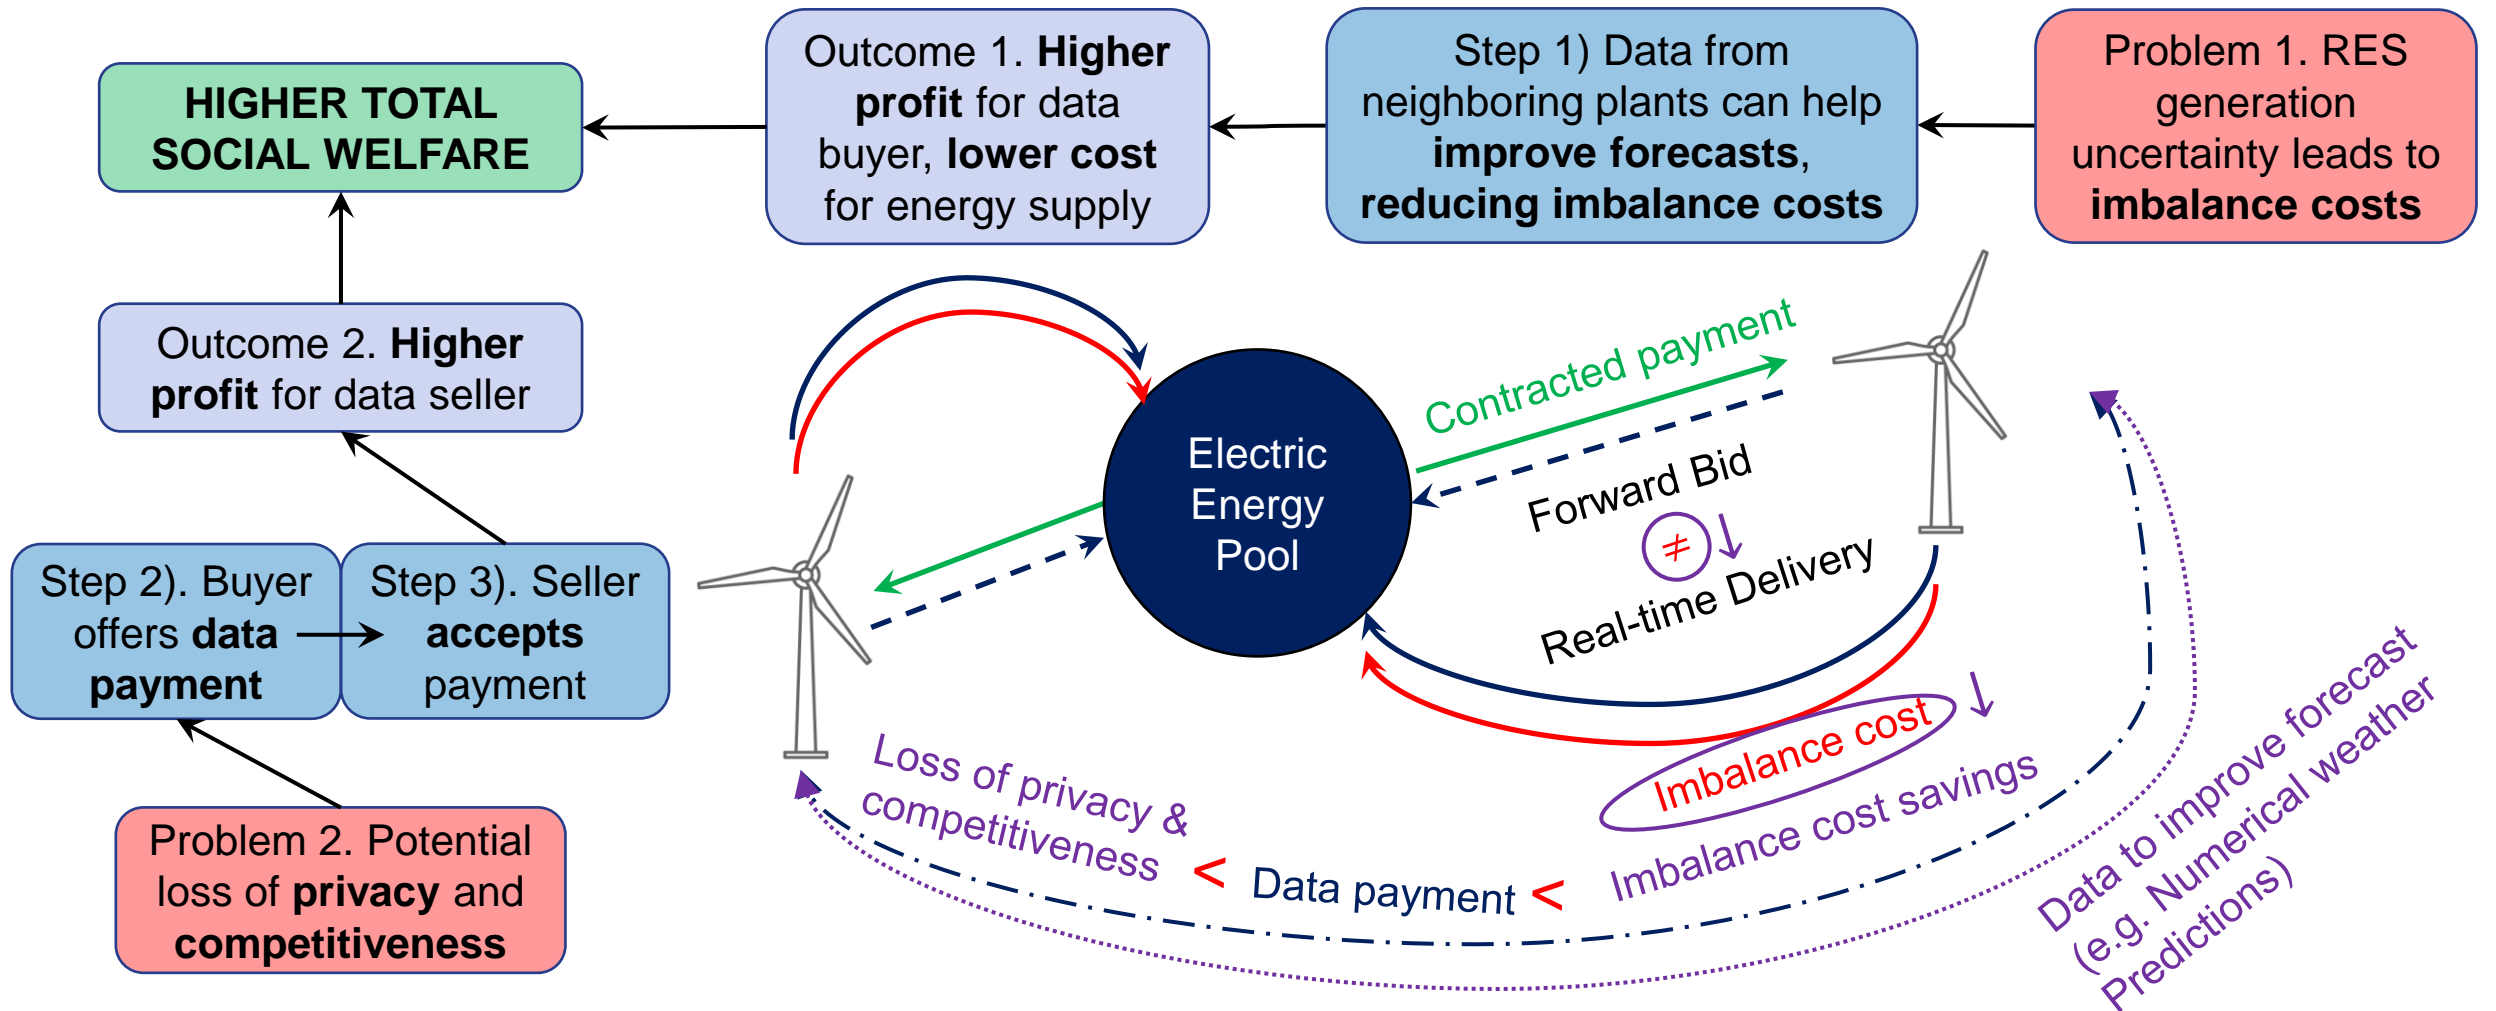 Outcome 1. Higher
profit for data
buyer, lower cost
for energy supply
Step 1) Data from
neighboring plants can help
improve forecasts,
reducing imbalance costs
Problem 1. RES
generation
uncertainty leads to
imbalance costs
HIGHER TOTAL
SOCIAL WELFARE
Outcome 2. Higher
profit for data seller
Step 2). Buyer
offers data
payment
Step 3). Seller
accepts
payment
Problem 2. Potential
loss of privacy and
competitiveness
Electric
Energy
Pool
Contracted payment
Forward Bid
≠
Real-time Delivery
Imbalance cost
Imbalance cost savings
Loss of privacy &
competitiveness
<
Data payment
<
Data to improve forecast
(e.g. Numerical weather
Predictions)